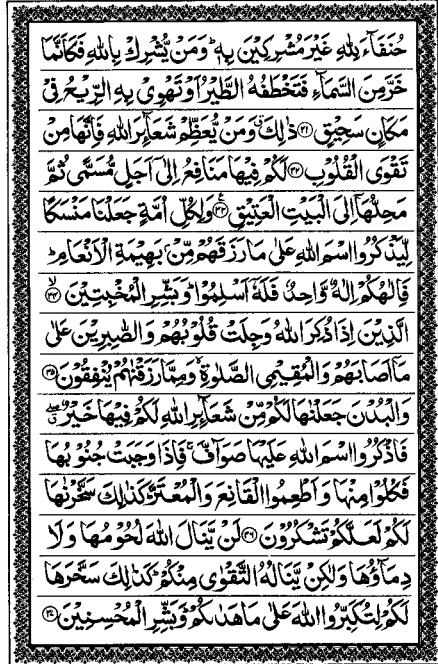 حُنَفَآءَ لِلّٰهِ غَيْرَ مُشْرِكِيْنَ بِهٖ ؕ وَمَنْ يُّشْرِكْ بِاللّٰهِ فَكَاَنَّمَا
خَرَّ مِنَ السَّمَآءِ فَتَخْطَفُهُ الطَّيْرُ اَوْ تَهْوِيْ بِهِ الرِّيْحُ فِيْ
مَكَانٍ سَحِيْقٍ ﴿۳۱﴾ ذٰلِكَ ۗ وَمَنْ يُّعَظِّمْ شَعَآئِرَ اللّٰهِ فَاِنَّهَا مِنْ
تَقْوَى الْقُلُوْبِ ﴿۳۲﴾ لَكُمْ فِيْهَا مَنَافِعُ اِلٰٓى اَجَلٍ مُّسَمًّى ثُمَّ
مَحِلُّهَآ اِلَى الْبَيْتِ الْعَتِيْقِ ﴿۳۳﴾ وَلِكُلِّ اُمَّةٍ جَعَلْنَا مَنْسَكًا
لِّيَذْكُرُوا اسْمَ اللّٰهِ عَلٰى مَا رَزَقَهُمْ مِّنْۢ بَهِيْمَةِ الْاَنْعَامِ ؕ
فَاِلٰهُكُمْ اِلٰهٌ وَّاحِدٌ فَلَهٗٓ اَسْلِمُوْا ؕ وَبَشِّرِ الْمُخْبِتِيْنَ ﴿۳۴﴾ ۙ
الَّذِيْنَ اِذَا ذُكِرَ اللّٰهُ وَجِلَتْ قُلُوْبُهُمْ وَالصّٰبِرِيْنَ عَلٰى
مَآ اَصَابَهُمْ وَالْمُقِيْمِي الصَّلٰوةِ ۙ وَمِمَّا رَزَقْنٰهُمْ يُنْفِقُوْنَ ﴿۳۵﴾
وَالْبُدْنَ جَعَلْنٰهَا لَكُمْ مِّنْ شَعَآئِرِ اللّٰهِ لَكُمْ فِيْهَا خَيْرٌ ۖ ق
فَاذْكُرُوا اسْمَ اللّٰهِ عَلَيْهَا صَوَآفَّ ۚ فَاِذَا وَجَبَتْ جُنُوْبُهَا
فَكُلُوْا مِنْهَا وَاَطْعِمُوا الْقَانِعَ وَالْمُعْتَرَّ ؕ كَذٰلِكَ سَخَّرْنٰهَا
لَكُمْ لَعَلَّكُمْ تَشْكُرُوْنَ ﴿۳۶﴾ لَنْ يَّنَالَ اللّٰهَ لُحُوْمُهَا وَلَا
دِمَآؤُهَا وَلٰكِنْ يَّنَالُهُ التَّقْوٰى مِنْكُمْ ؕ كَذٰلِكَ سَخَّرَهَا
لَكُمْ لِتُكَبِّرُوا اللّٰهَ عَلٰى مَا هَدٰىكُمْ ؕ وَبَشِّرِ الْمُحْسِنِيْنَ ﴿۳۷﴾